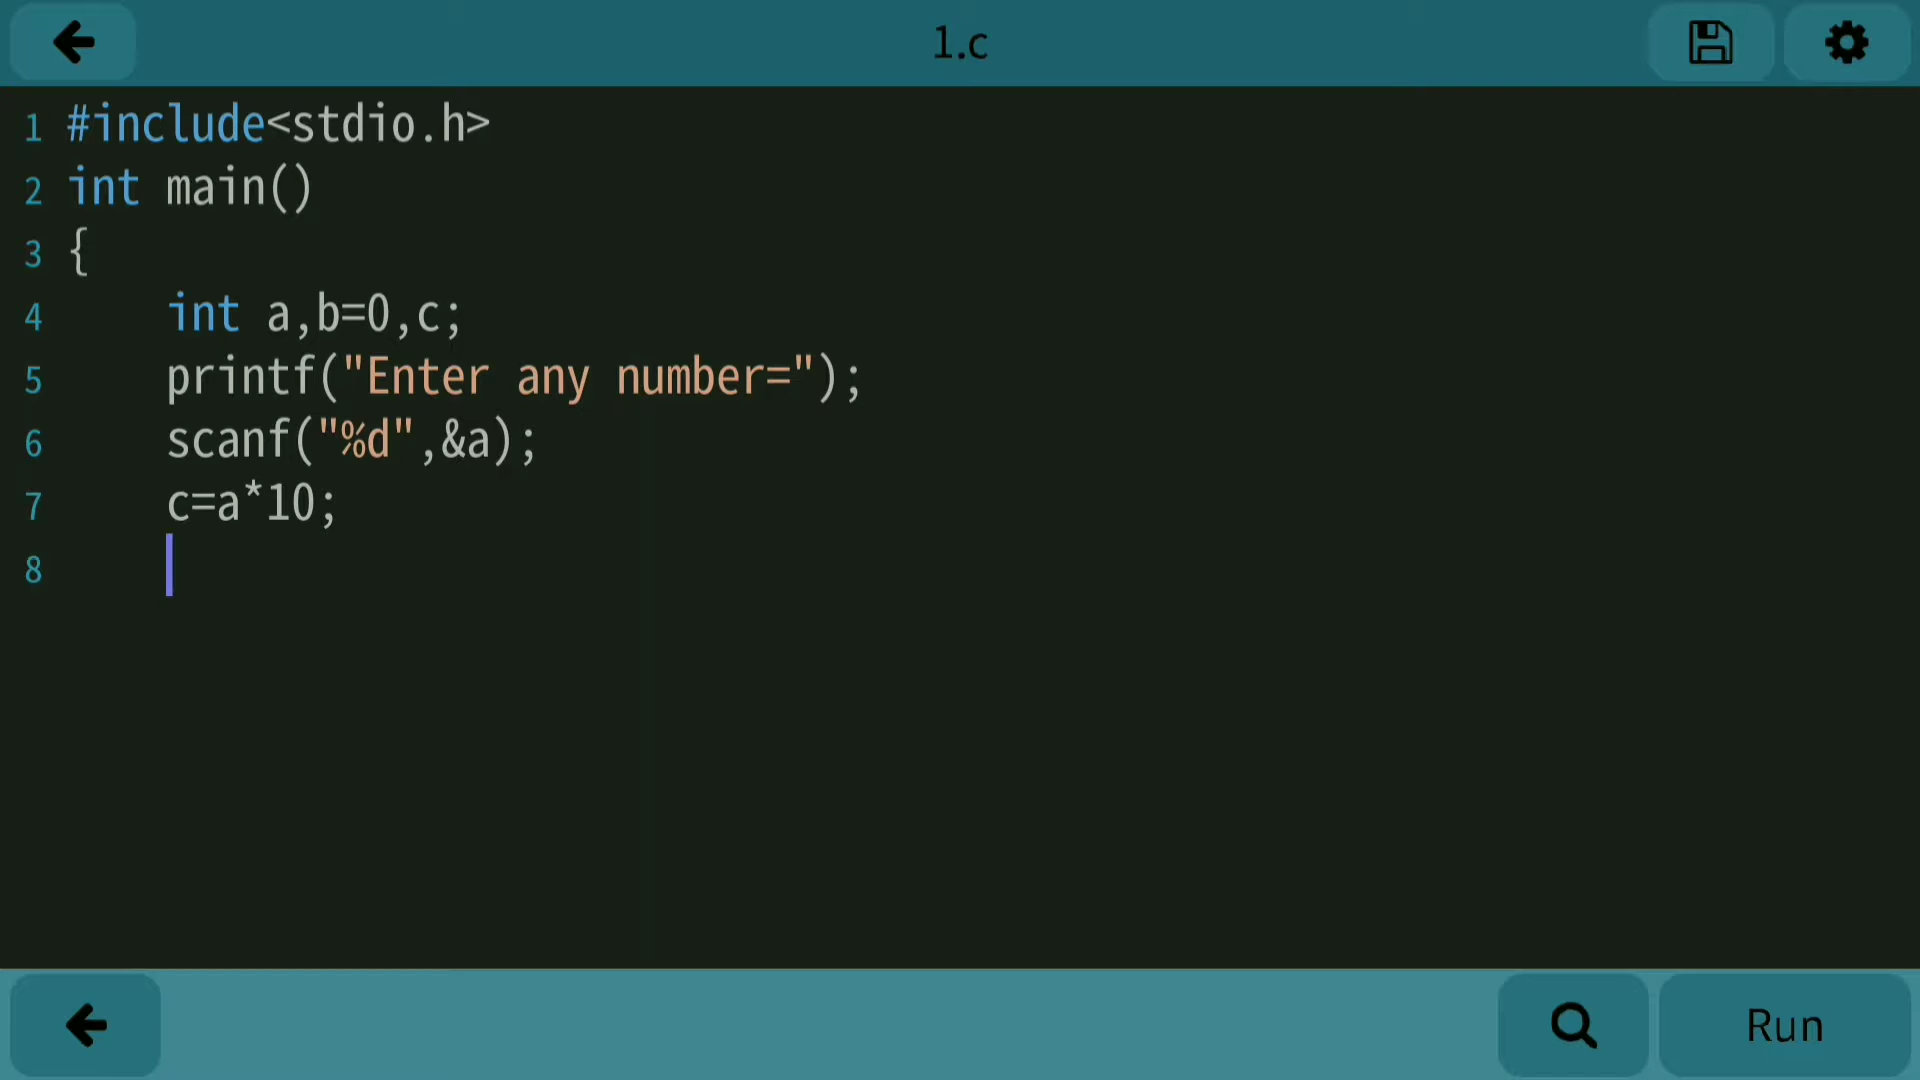 1.c
1 #include<stdio.h>
2 int main()
3 {
4 int a,b=0,c;
5 printf("Enter any number=");
6 scanf("%d",&a);
7 c=a*10;
8
Run